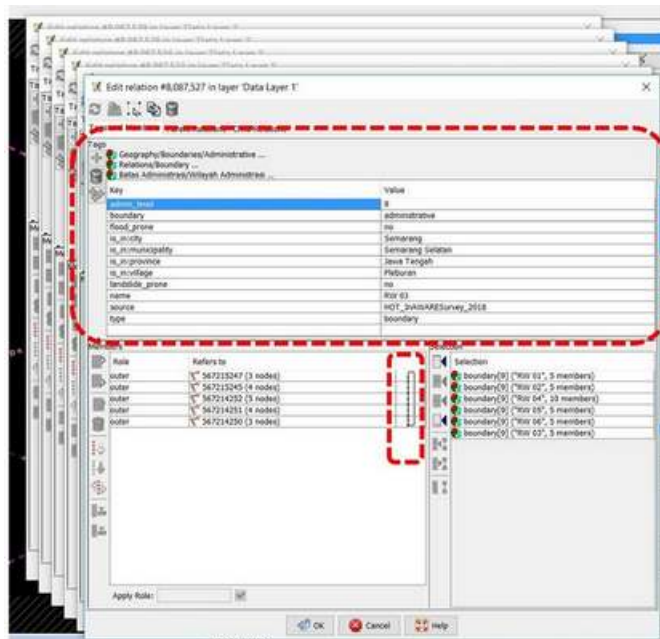 Edit relation #8,087,527 in layer 'Data Layer 1'
Tags
Geography/Boundaries/Administrative ...
Relations/Boundary ...
Batas Administrasi/Wilayah Administrasi ...
Key Value
admin_level
boundary administrative
flood_prone no
is_in:city Semarang
is_in:municipality Semarang Selatan
is_in:province Jawa Tengah
is_in:village Pleburan
landslide_prone no
name RW 03
source HOT_InAWARESurvey_2018
type boundary
Members Selection
Role Refers to Selection
outer 567215247 (3 nodes) boundary[9] ("RW 01", 5 members)
outer 567215245 (4 nodes) boundary[9] ("RW 02", 5 members)
outer 567214252 (5 nodes) boundary[9] ("RW 04", 10 members)
outer 567214251 (4 nodes) boundary[9] ("RW 05", 5 members)
outer 567214250 (3 nodes) boundary[9] ("RW 06", 5 members)
boundary[9] ("RW 03", 5 members)
Apply Role:
OK Cancel Help